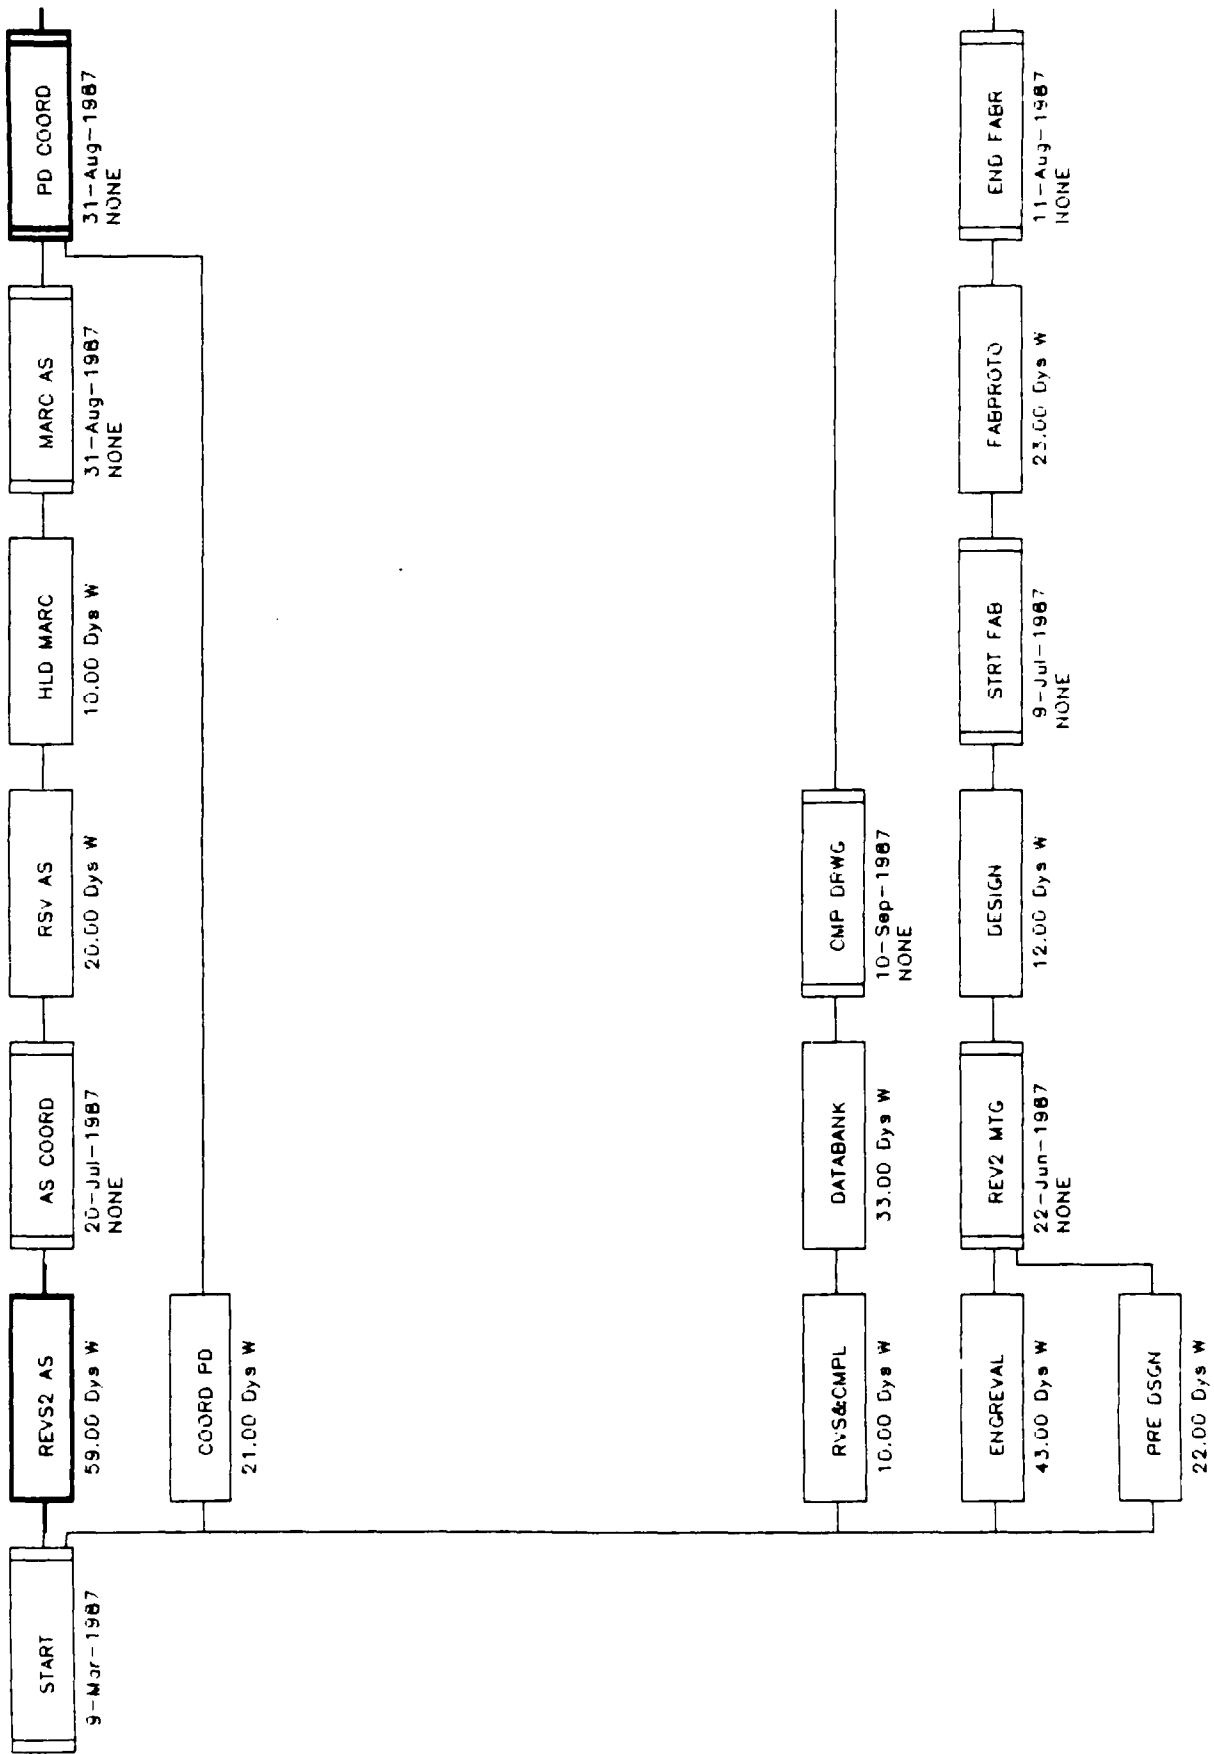 START
9-Mar-1987
REVS2 AS
59.00 Dys W
AS COORD
20-Jul-1987
NONE
RSV AS
20.00 Dys W
HLD MARC
10.00 Dys W
MARC AS
31-Aug-1987
NONE
PD COORD
31-Aug-1987
NONE
COORD PD
21.00 Dys W
RVS&CMPL
10.00 Dys W
DATABANK
33.00 Dys W
CMP DRWG
10-Sep-1987
NONE
ENGREVAL
43.00 Dys W
REV2 MTG
22-Jun-1987
NONE
DESIGN
12.00 Dys W
STRT FAB
9-Jul-1987
NONE
FABPROTO
23.00 Dys W
END FABR
11-Aug-1987
NONE
PRE DSGN
22.00 Dys W